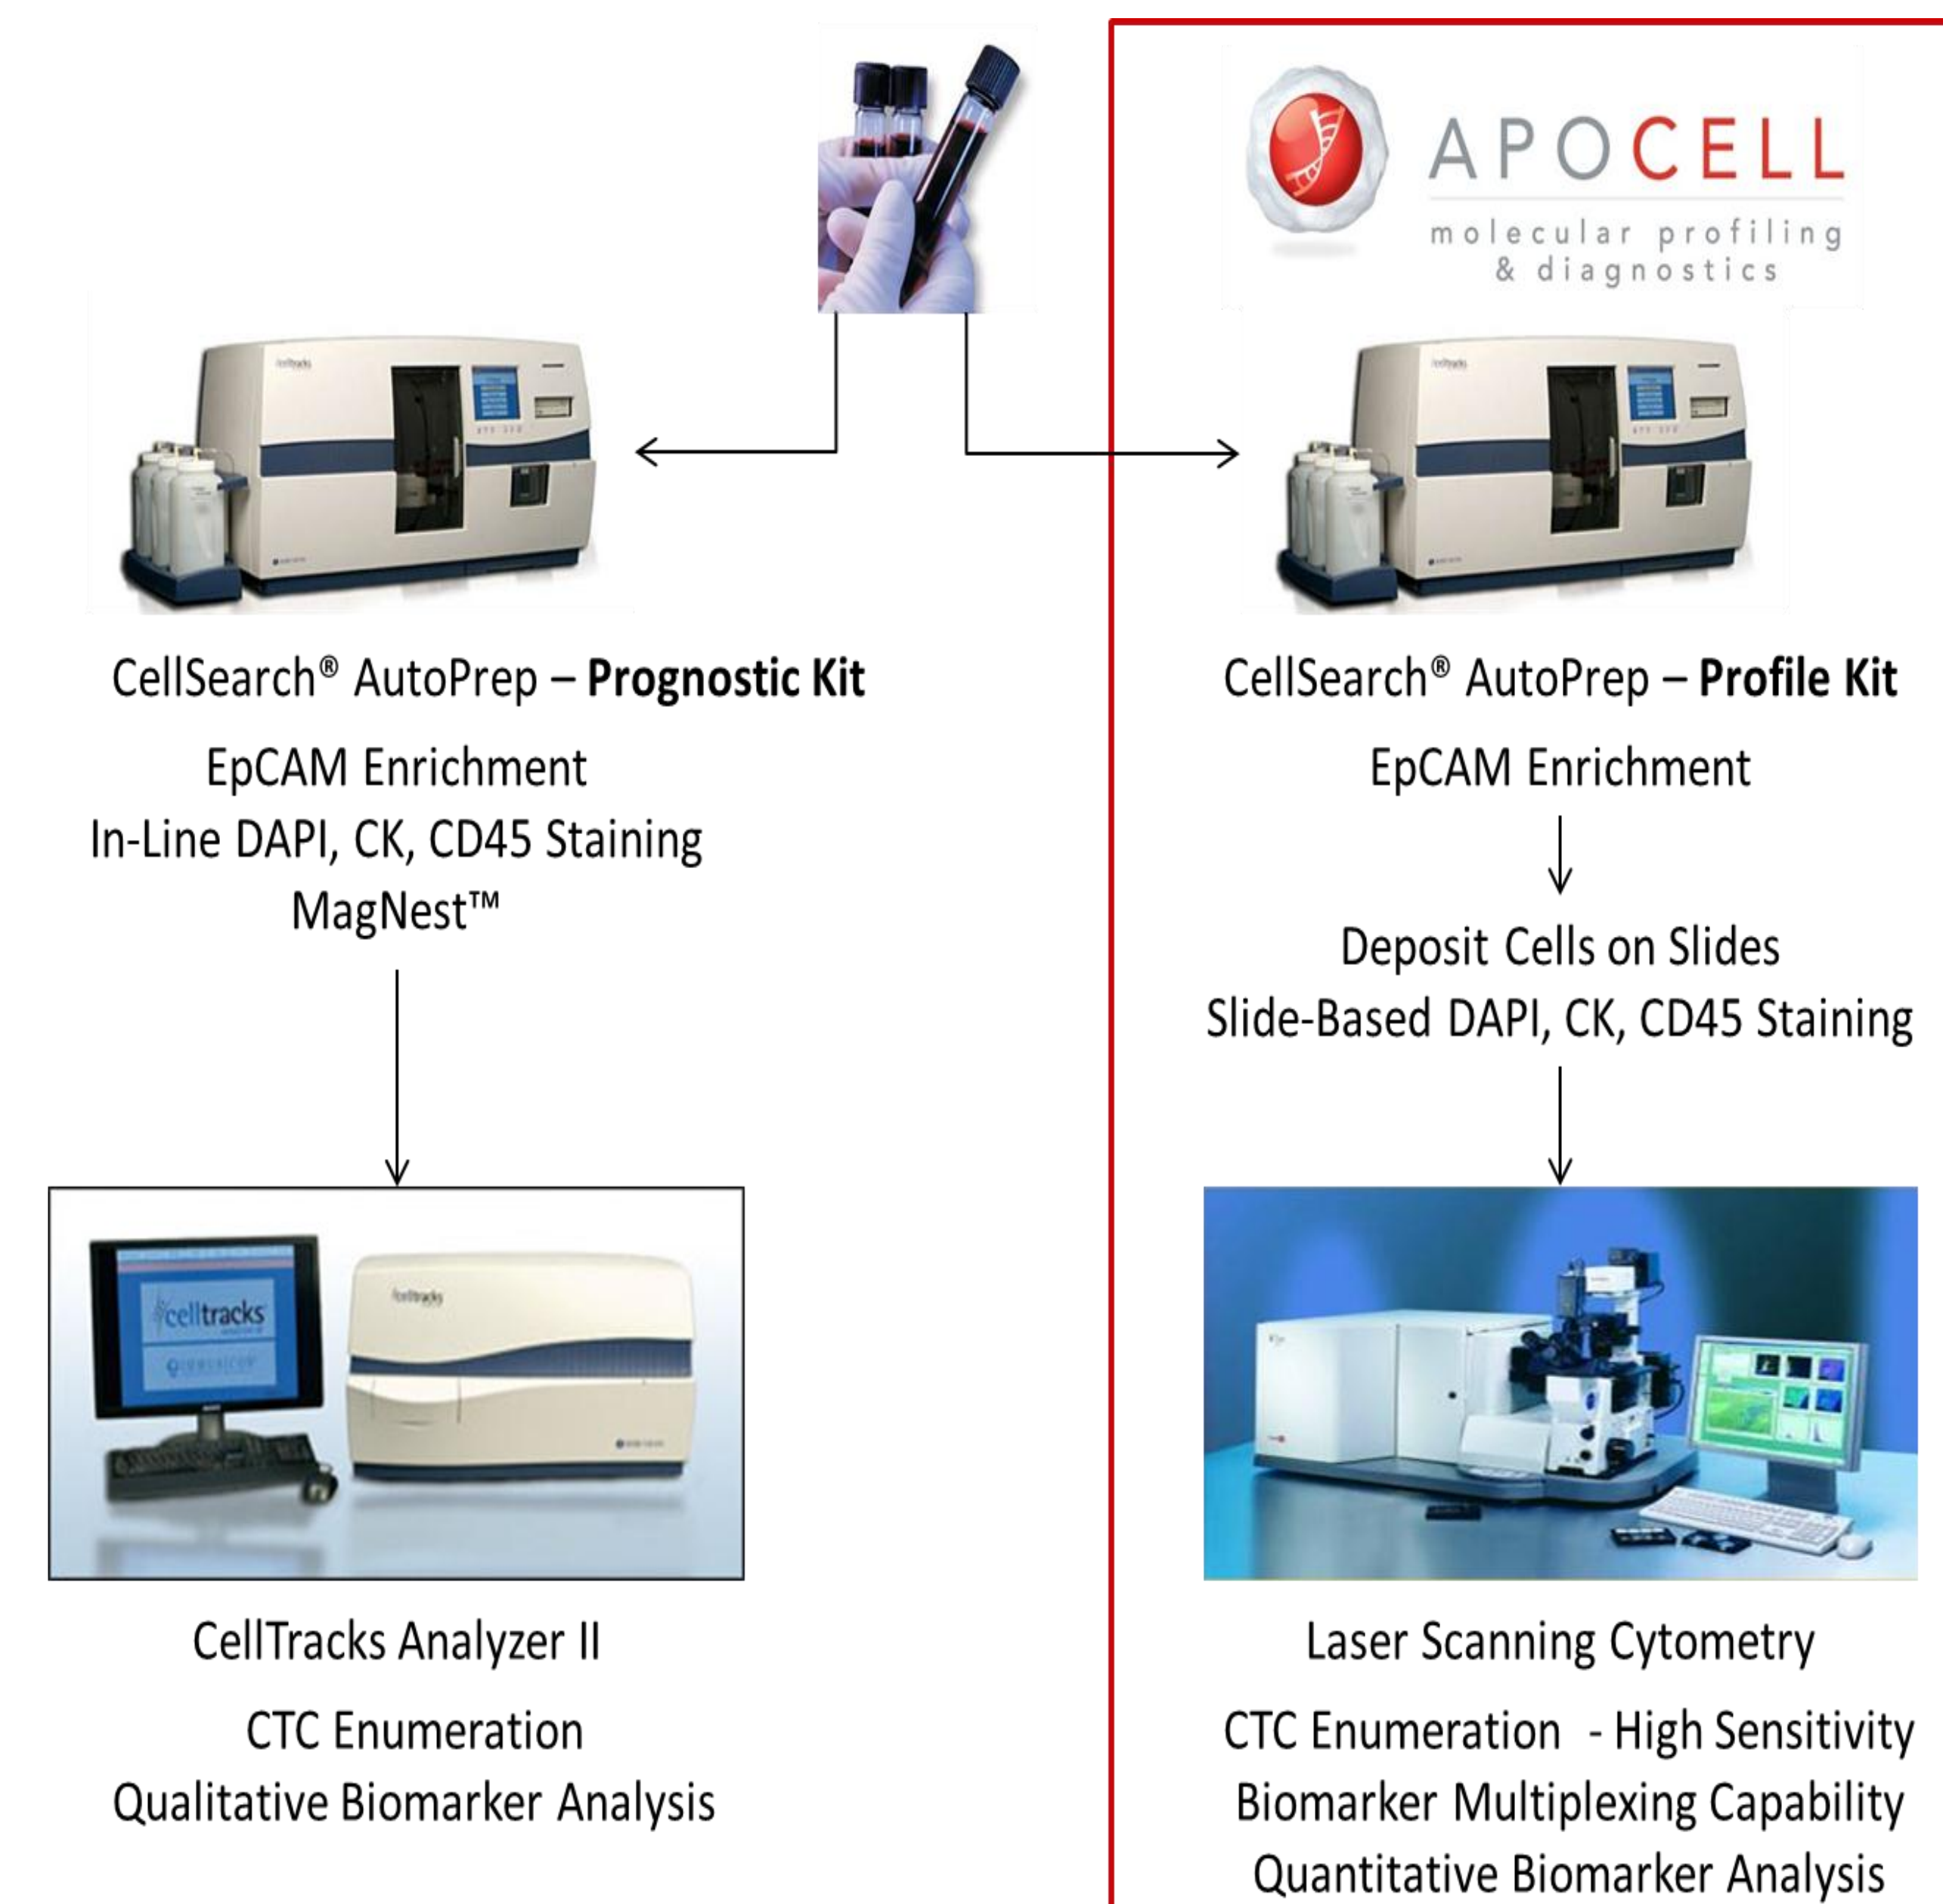 APOCELL
molecular profiling
& diagnostics
CellSearch® AutoPrep – Prognostic Kit
EpCAM Enrichment
In-Line DAPI, CK, CD45 Staining
MagNest™
celltracks
CellTracks Analyzer II
CTC Enumeration
Qualitative Biomarker Analysis
CellSearch® AutoPrep – Profile Kit
EpCAM Enrichment
Deposit Cells on Slides
Slide-Based DAPI, CK, CD45 Staining
Laser Scanning Cytometry
CTC Enumeration - High Sensitivity
Biomarker Multiplexing Capability
Quantitative Biomarker Analysis